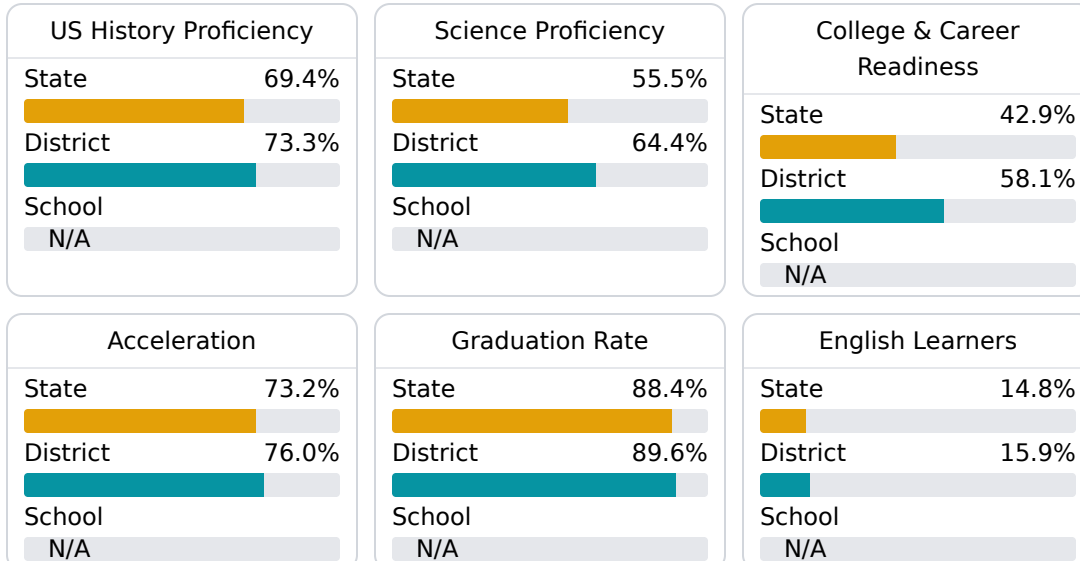 US History Proficiency
State 69.4%
District 73.3%
School
N/A
Science Proficiency
State 55.5%
District 64.4%
School
N/A
College & Career
Readiness
State 42.9%
District 58.1%
School
N/A
Acceleration
State 73.2%
District 76.0%
School
N/A
Graduation Rate
State 88.4%
District 89.6%
School
N/A
English Learners
State 14.8%
District 15.9%
School
N/A